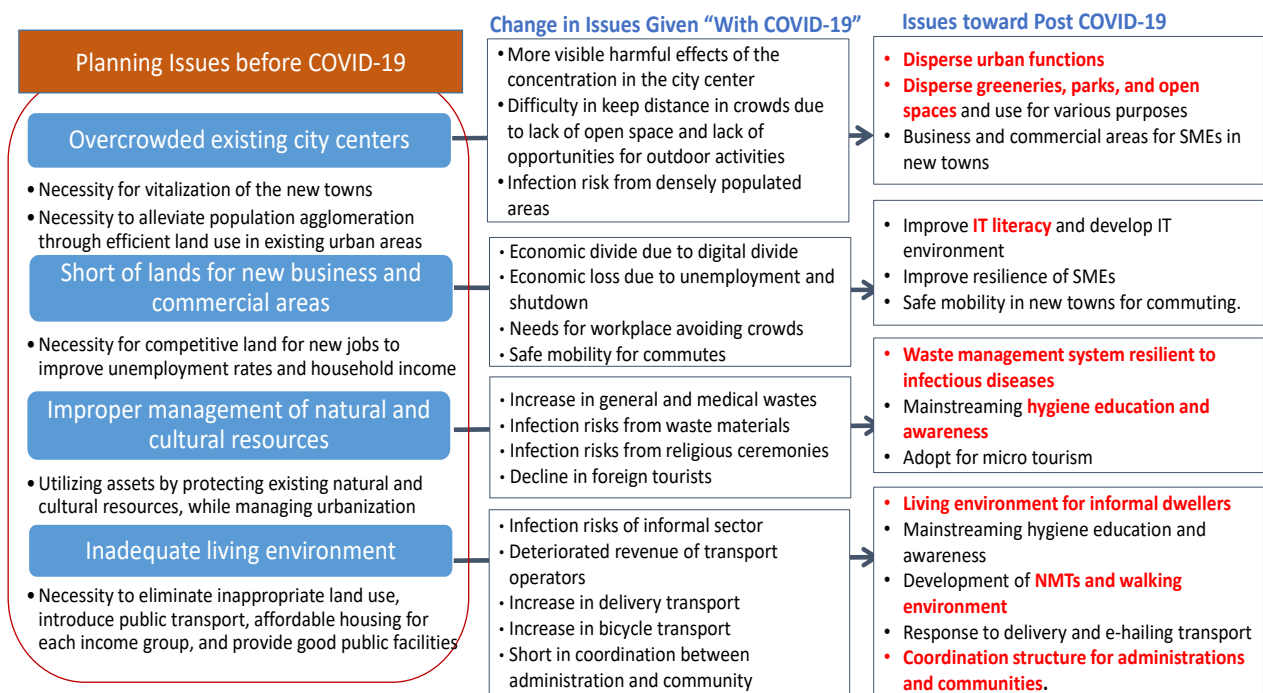 Planning Issues before COVID-19
Overcrowded existing city centers
• Necessity for vitalization of the new towns
• Necessity to alleviate population agglomeration
through efficient land use in existing urban areas
Short of lands for new business and
commercial areas
• Necessity for competitive land for new jobs to
improve unemployment rates and household income
Improper management of natural and
cultural resources
• Utilizing assets by protecting existing natural and
cultural resources, while managing urbanization
Inadequate living environment
• Necessity to eliminate inappropriate land use,
introduce public transport, affordable housing for
each income group, and provide good public facilities
Change in Issues Given “With COVID-19”
• More visible harmful effects of the
concentration in the city center
• Difficulty in keep distance in crowds due
to lack of open space and lack of
opportunities for outdoor activities
• Infection risk from densely populated
areas
• Economic divide due to digital divide
• Economic loss due to unemployment and
shutdown
• Needs for workplace avoiding crowds
• Safe mobility for commutes
• Increase in general and medical wastes
• Infection risks from waste materials
• Infection risks from religious ceremonies
• Decline in foreign tourists
• Infection risks of informal sector
• Deteriorated revenue of transport
operators
• Increase in delivery transport
• Increase in bicycle transport
• Short in coordination between
administration and community
Issues toward Post COVID-19
• Disperse urban functions
• Disperse greeneries, parks, and open
spaces and use for various purposes
• Business and commercial areas for SMEs in
new towns
• Improve IT literacy and develop IT
environment
• Improve resilience of SMEs
• Safe mobility in new towns for commuting.
• Waste management system resilient to
infectious diseases
• Mainstreaming hygiene education and
awareness
• Adopt for micro tourism
• Living environment for informal dwellers
• Mainstreaming hygiene education and
awareness
• Development of NMTs and walking
environment
• Response to delivery and e-hailing transport
• Coordination structure for administrations
and communities.